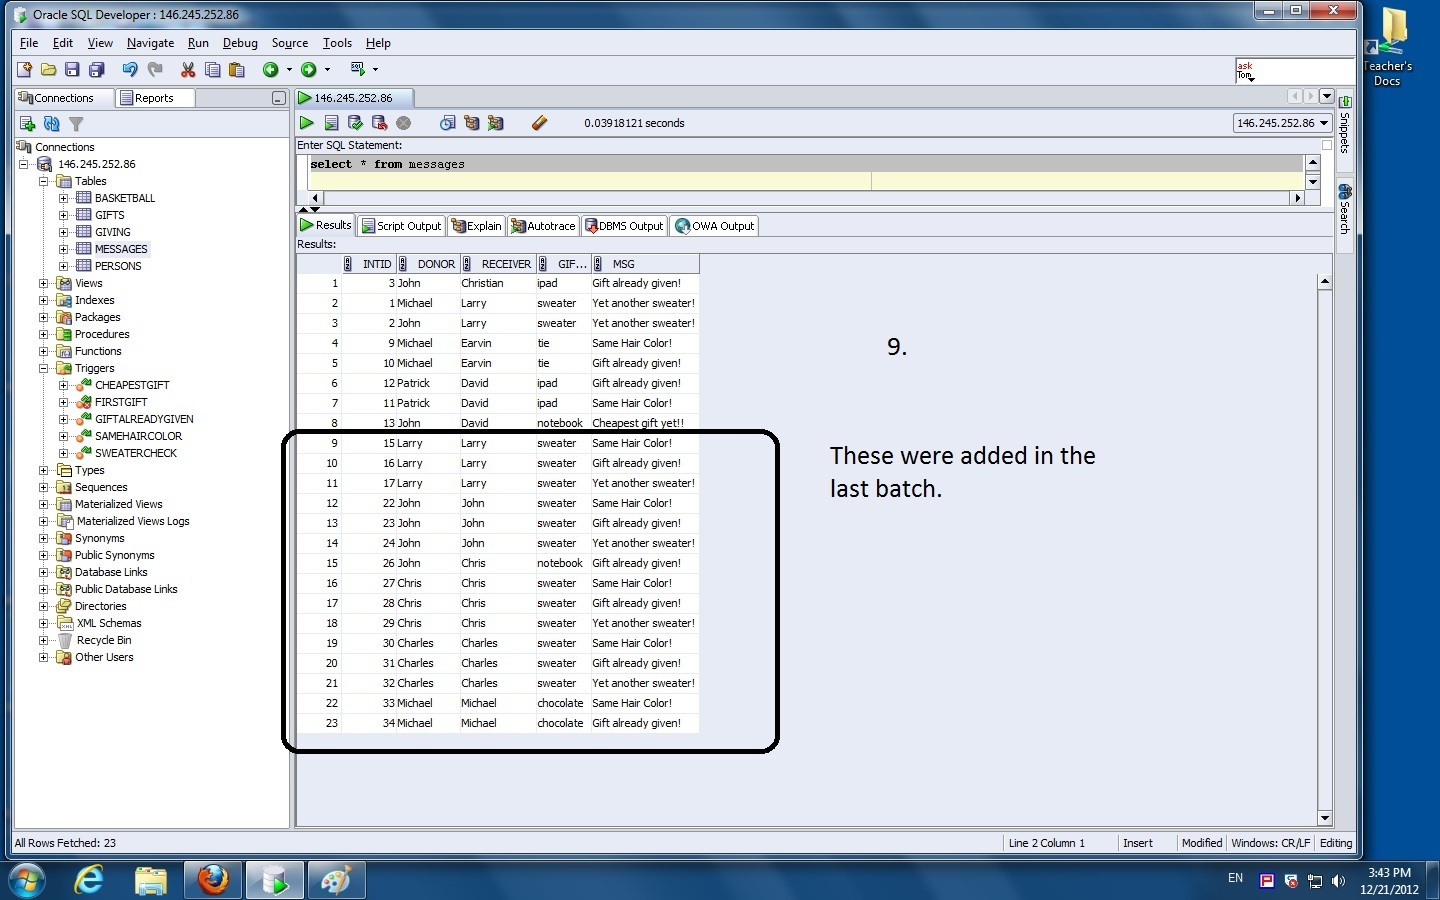 Oracle SQL Developer : 146.245.252.86
Teacher's
Docs
File Edit View Navigate Run Debug Source Tools Help
ask
Tom
Connections Reports
146.245.252.86
0.03918121 seconds
146.245.252.86
Snippets
Search
Enter SQL Statement:
select * from messages
Connections
146.245.252.86
Tables
BASKETBALL
GIFTS
GIVING
MESSAGES
PERSONS
Views
Indexes
Packages
Procedures
Functions
Triggers
CHEAPESTGIFT
FIRSTGIFT
GIFTALREADYGIVEN
SAMEHAIRCOLOR
SWEATERCHECK
Types
Sequences
Materialized Views
Materialized Views Logs
Synonyms
Public Synonyms
Database Links
Public Database Links
Directories
XML Schemas
Recycle Bin
Other Users
Results Script Output Explain Autotrace DBMS Output OWA Output
Results:
INTID DONOR RECEIVER GIF... MSG
1 3 John Christian ipad Gift already given!
2 1 Michael Larry sweater Yet another sweater!
3 2 John Larry sweater Yet another sweater!
4 9 Michael Earvin tie Same Hair Color!
5 10 Michael Earvin tie Gift already given!
6 12 Patrick David ipad Gift already given!
7 11 Patrick David ipad Same Hair Color!
8 13 John David notebook Cheapest gift yet!!
9 15 Larry Larry sweater Same Hair Color!
10 16 Larry Larry sweater Gift already given!
11 17 Larry Larry sweater Yet another sweater!
12 22 John John sweater Same Hair Color!
13 23 John John sweater Gift already given!
14 24 John John sweater Yet another sweater!
15 26 John Chris notebook Gift already given!
16 27 Chris Chris sweater Same Hair Color!
17 28 Chris Chris sweater Gift already given!
18 29 Chris Chris sweater Yet another sweater!
19 30 Charles Charles sweater Same Hair Color!
20 31 Charles Charles sweater Gift already given!
21 32 Charles Charles sweater Yet another sweater!
22 33 Michael Michael chocolate Same Hair Color!
23 34 Michael Michael chocolate Gift already given!
9.
These were added in the
last batch.
All Rows Fetched: 23
Line 2 Column 1 Insert Modified Windows: CR/LF Editing
EN
3:43 PM
12/21/2012